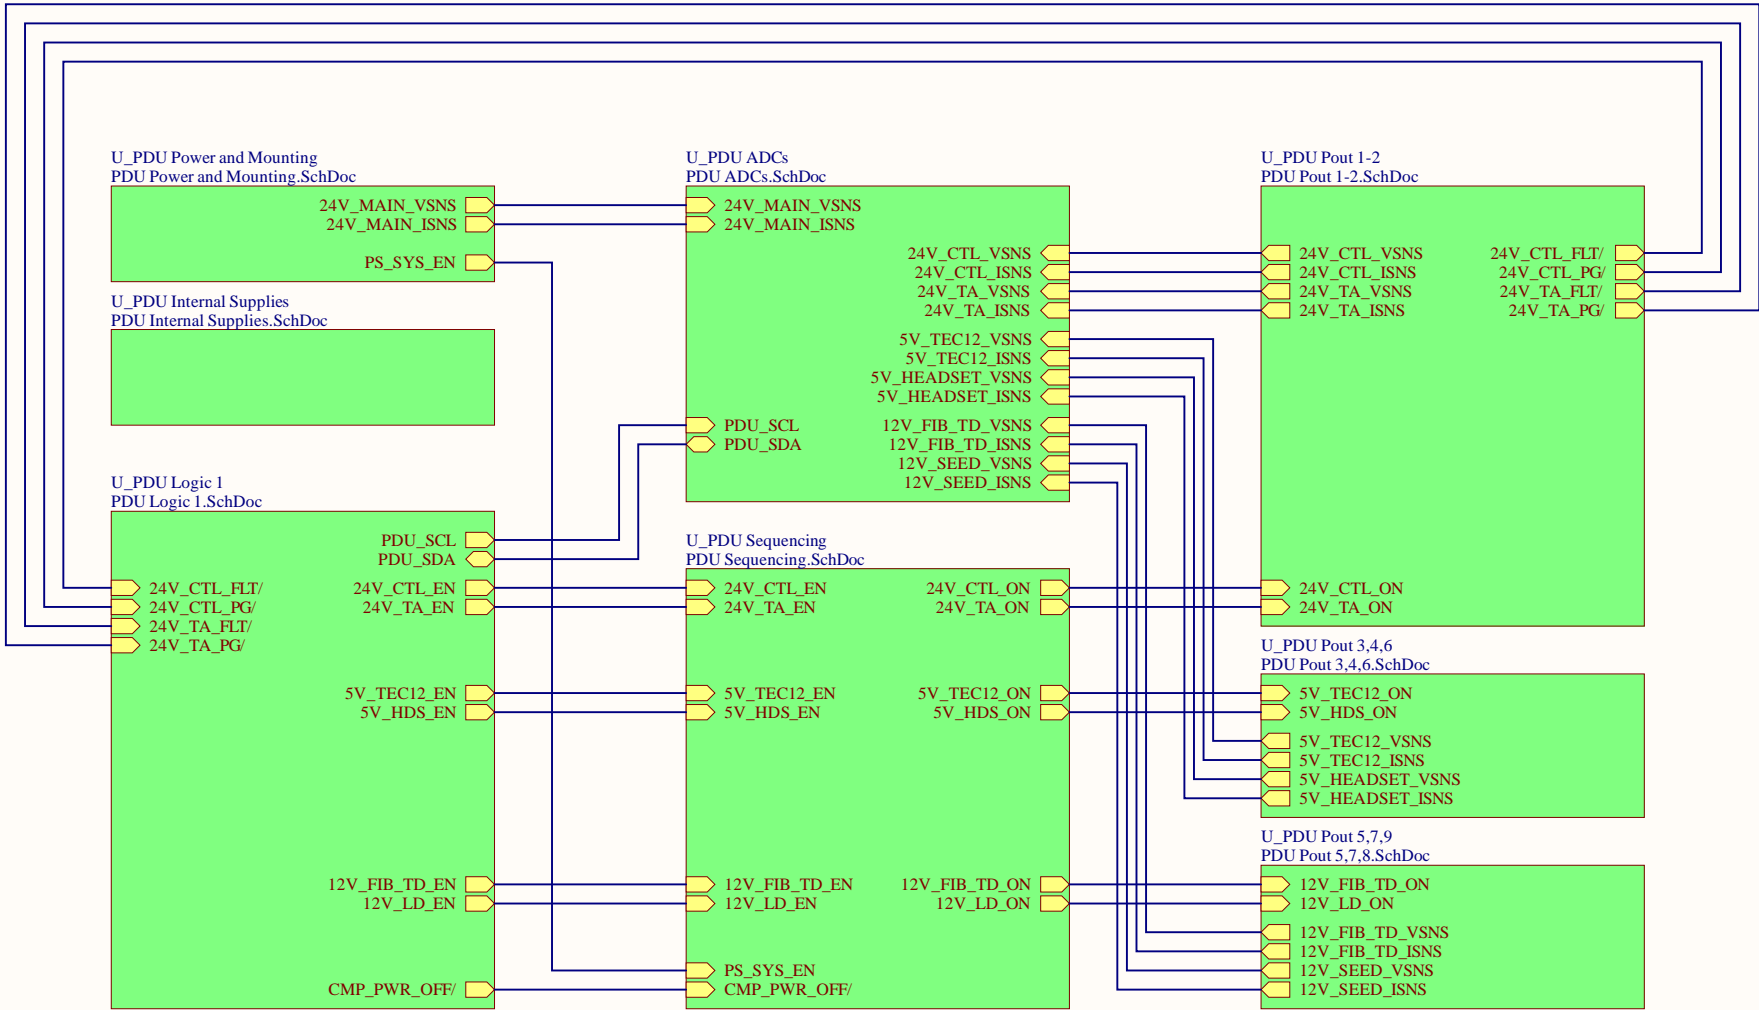 U_PDU Power and Mounting
PDU Power and Mounting.SchDoc
24V_MAIN_VSNS
24V_MAIN_ISNS
PS_SYS_EN
U_PDU Internal Supplies
PDU Internal Supplies.SchDoc
U_PDU Logic 1
PDU Logic 1.SchDoc
PDU_SCL
PDU_SDA
24V_CTL_FLT/
24V_CTL_PG/
24V_TA_FLT/
24V_TA_PG/
24V_CTL_EN
24V_TA_EN
5V_TEC12_EN
5V_HDS_EN
12V_FIB_TD_EN
12V_LD_EN
CMP_PWR_OFF/
U_PDU ADCs
PDU ADCs.SchDoc
24V_MAIN_VSNS
24V_MAIN_ISNS
24V_CTL_VSNS
24V_CTL_ISNS
24V_TA_VSNS
24V_TA_ISNS
5V_TEC12_VSNS
5V_TEC12_ISNS
5V_HEADSET_VSNS
5V_HEADSET_ISNS
PDU_SCL
PDU_SDA
12V_FIB_TD_VSNS
12V_FIB_TD_ISNS
12V_SEED_VSNS
12V_SEED_ISNS
U_PDU Sequencing
PDU Sequencing.SchDoc
24V_CTL_EN
24V_TA_EN
5V_TEC12_EN
5V_HDS_EN
12V_FIB_TD_EN
12V_LD_EN
PS_SYS_EN
CMP_PWR_OFF/
24V_CTL_ON
24V_TA_ON
5V_TEC12_ON
5V_HDS_ON
12V_FIB_TD_ON
12V_LD_ON
U_PDU Pout 1-2
PDU Pout 1-2.SchDoc
24V_CTL_VSNS
24V_CTL_ISNS
24V_TA_VSNS
24V_TA_ISNS
24V_CTL_FLT/
24V_CTL_PG/
24V_TA_FLT/
24V_TA_PG/
24V_CTL_ON
24V_TA_ON
U_PDU Pout 3,4,6
PDU Pout 3,4,6.SchDoc
5V_TEC12_ON
5V_HDS_ON
5V_TEC12_VSNS
5V_TEC12_ISNS
5V_HEADSET_VSNS
5V_HEADSET_ISNS
U_PDU Pout 5,7,9
PDU Pout 5,7,8.SchDoc
12V_FIB_TD_ON
12V_LD_ON
12V_FIB_TD_VSNS
12V_FIB_TD_ISNS
12V_SEED_VSNS
12V_SEED_ISNS